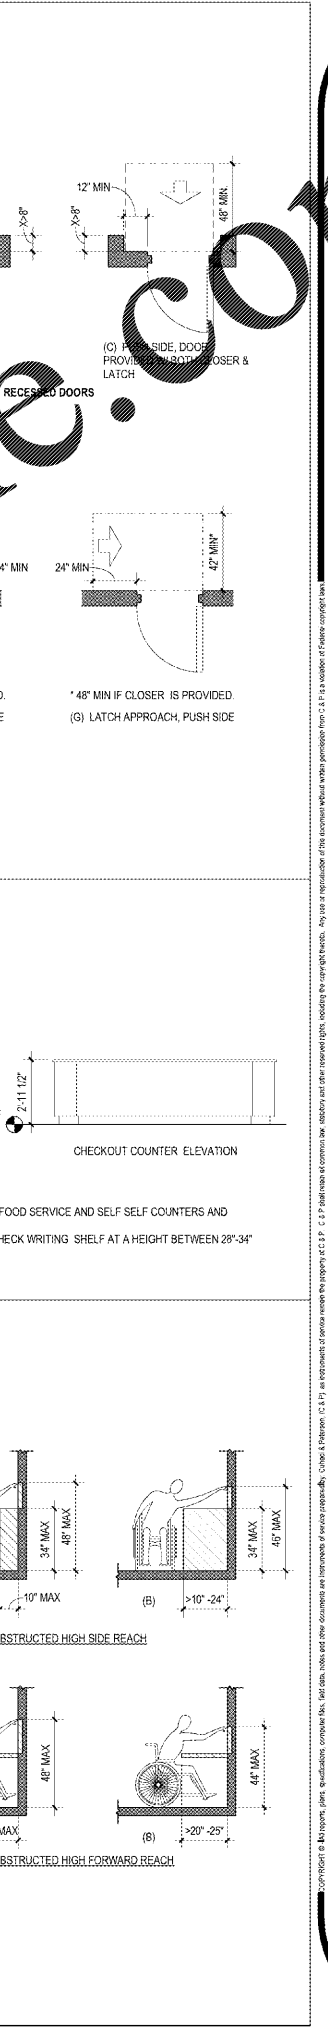 12" MIN
X>8"
X>8"
48" MIN.
(C) PUSH SIDE, DOOR
PROVIDED W/ BOTH CLOSER &
LATCH
RECESSED DOORS
e.co
4" MIN
24" MIN
42" MIN*
* 48" MIN IF CLOSER IS PROVIDED.
(G) LATCH APPROACH, PUSH SIDE
2'-11 1/2"
CHECKOUT COUNTER ELEVATION
FOOD SERVICE AND SELF SELF COUNTERS AND
HECK WRITING SHELF AT A HEIGHT BETWEEN 28"-34"
34" MAX
48" MAX
10" MAX
34" MAX
46" MAX
(B)
>10" -24"
BSTRUCTED HIGH SIDE REACH
48" MAX
MAX
44" MAX
(B)
>20" -25"
BSTRUCTED HIGH FORWARD REACH